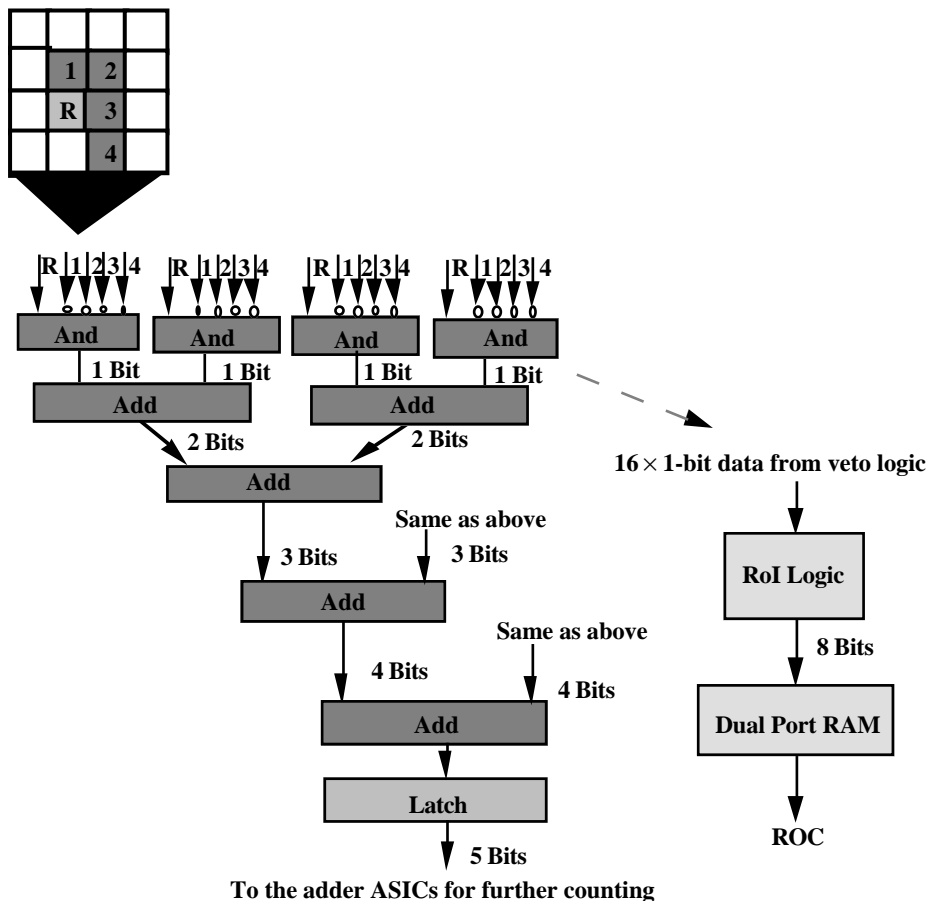 1 2
R 3
4
R 1 2 3 4 R 1 2 3 4 R 1 2 3 4 R 1 2 3 4
And And And And
1 Bit 1 Bit 1 Bit 1 Bit
Add Add
2 Bits 2 Bits
16 × 1-bit data from veto logic
Add
Same as above
3 Bits 3 Bits
RoI Logic
Add
Same as above
8 Bits
4 Bits 4 Bits
Add
Dual Port RAM
Latch
ROC
5 Bits
To the adder ASICs for further counting